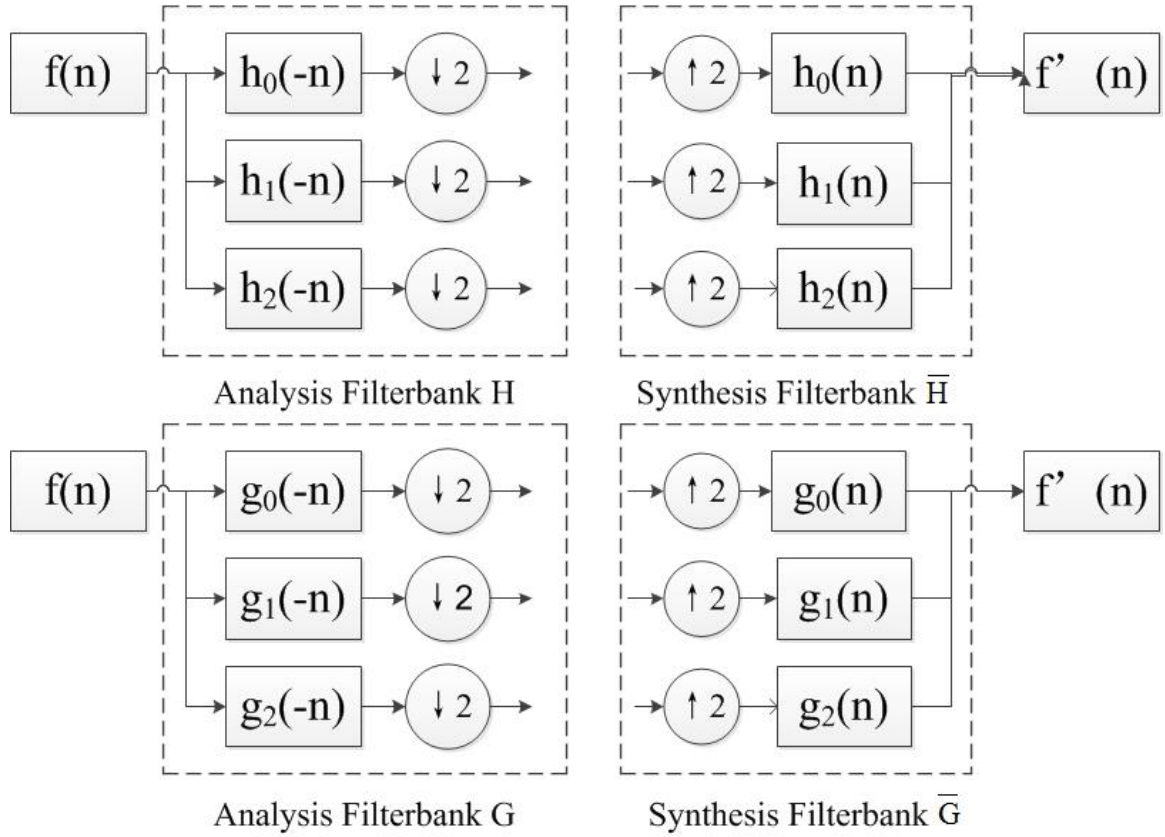 f(n) h₀(-n) ↓ 2 ↑ 2 h₀(n) f’ (n)
h₁(-n) ↓ 2 ↑ 2 h₁(n)
h₂(-n) ↓ 2 ↑ 2 h₂(n)
Analysis Filterbank H Synthesis Filterbank H̅
f(n) g₀(-n) ↓ 2 ↑ 2 g₀(n) f’ (n)
g₁(-n) ↓ 2 ↑ 2 g₁(n)
g₂(-n) ↓ 2 ↑ 2 g₂(n)
Analysis Filterbank G Synthesis Filterbank G̅